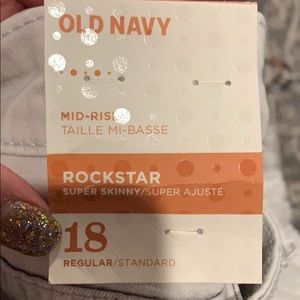 OLD NAVY
MID-RISE
TAILLE MI-BASSE
ROCKSTAR
SUPER SKINNY/SUPER AJUSTÉ
18
REGULAR/STANDARD